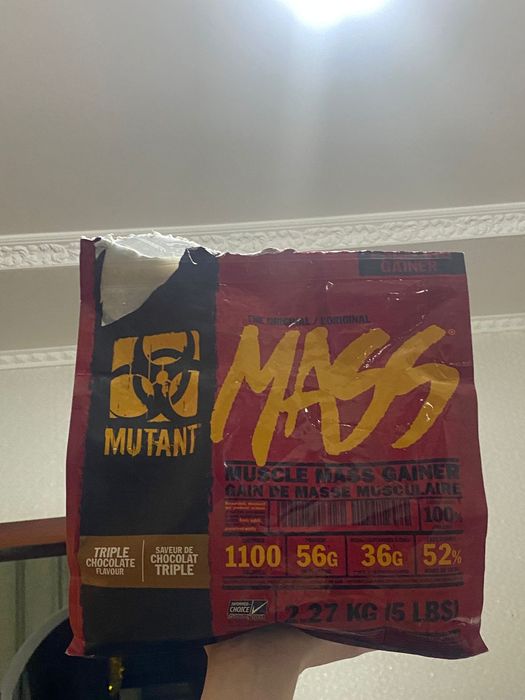 GAINER
THE ORIGINAL / L'ORIGINAL
MASS
MUTANT
MUSCLE MASS GAINER
GAIN DE MASSE MUSCULAIRE
100%
1100 56G 36G 52%
TRIPLE CHOCOLATE FLAVOUR
SAVEUR DE CHOCOLAT TRIPLE
INFORMED CHOICE
2.27 KG (5 LBS)